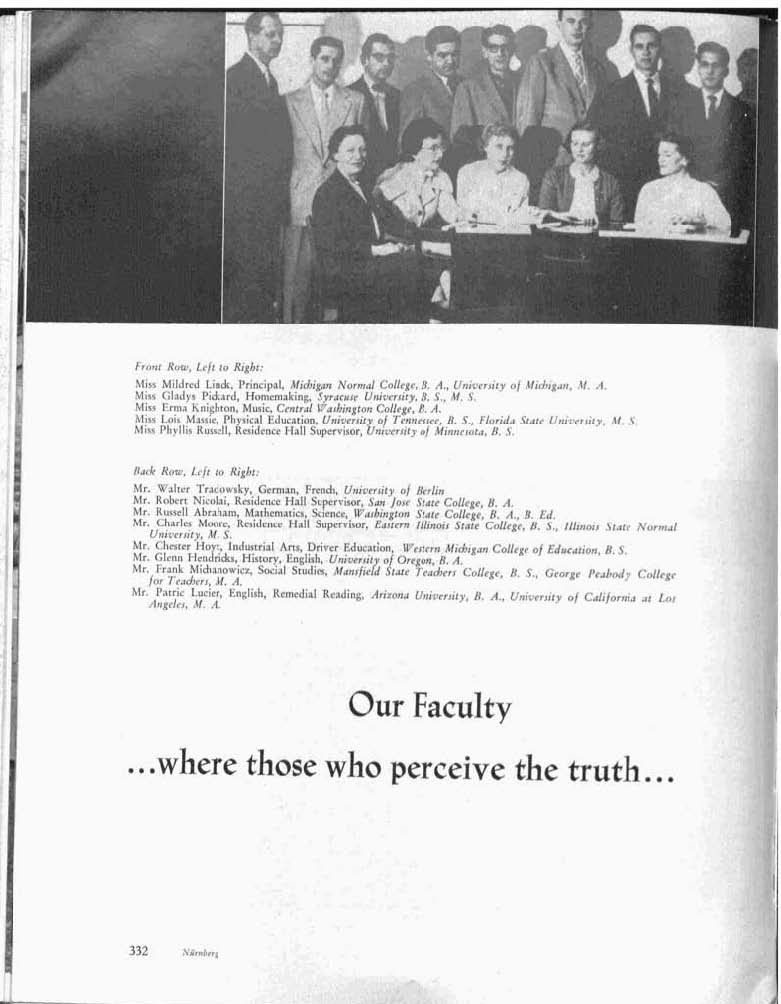 Front Row, Left to Right:
Miss Mildred Linck, Principal, Michigan Normal College, B. A., University of Michigan, M. A.
Miss Gladys Pickard, Homemaking, Syracuse University, B. S., M. S.
Miss Erma Knighton, Music, Central Washington College, B. A.
Miss Lois Massie, Physical Education, University of Tennessee, B. S., Florida State University, M. S.
Miss Phyllis Russell, Residence Hall Supervisor, University of Minnesota, B. S.
Back Row, Left to Right:
Mr. Walter Tracowsky, German, French, University of Berlin
Mr. Robert Nicolai, Residence Hall Supervisor, San Jose State College, B. A.
Mr. Russell Abraham, Mathematics, Science, Washington State College, B. A., B. Ed.
Mr. Charles Moore, Residence Hall Supervisor, Eastern Illinois State College, B. S., Illinois State Normal
University, M. S.
Mr. Chester Hoyt, Industrial Arts, Driver Education, Western Michigan College of Education, B. S.
Mr. Glenn Hendricks, History, English, University of Oregon, B. A.
Mr. Frank Michanowicz, Social Studies, Mansfield State Teachers College, B. S., George Peabody College
for Teachers, M. A.
Mr. Patric Lucier, English, Remedial Reading, Arizona University, B. A., University of California at Los
Angeles, M. A.
Our Faculty
...where those who perceive the truth...
332 Nürnberg